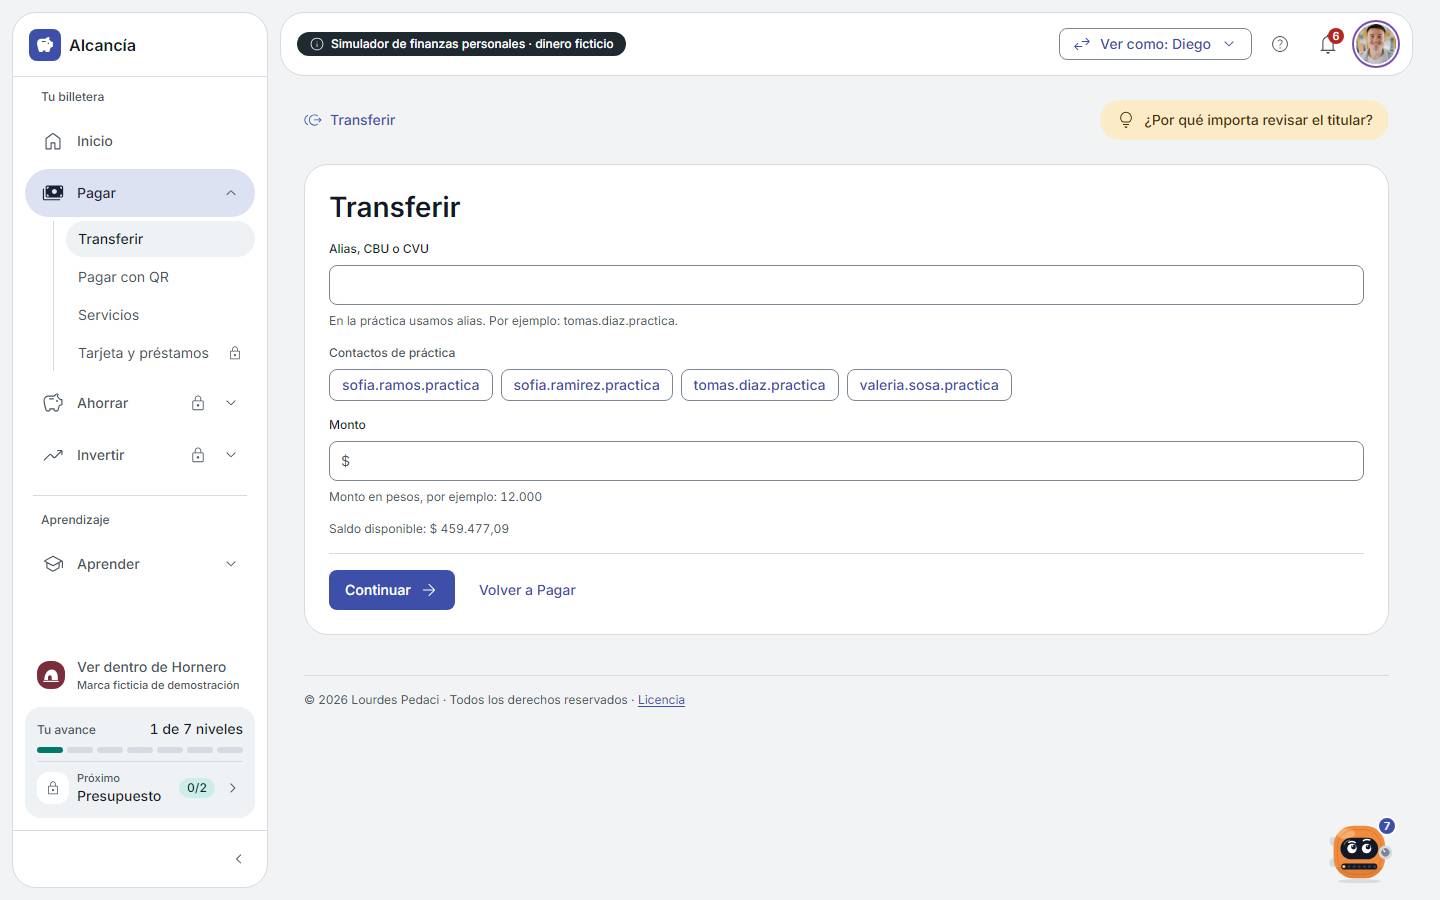 Alcancía
Tu billetera
Inicio
Pagar
Transferir
Pagar con QR
Servicios
Tarjeta y préstamos
Ahorrar
Invertir
Aprendizaje
Aprender
Ver dentro de Hornero
Marca ficticia de demostración
Tu avance 1 de 7 niveles
Próximo
Presupuesto 0/2
Simulador de finanzas personales · dinero ficticio
Ver como: Diego
6
Transferir
¿Por qué importa revisar el titular?
Transferir
Alias, CBU o CVU
En la práctica usamos alias. Por ejemplo: tomas.diaz.practica.
Contactos de práctica
sofia.ramos.practica sofia.ramirez.practica tomas.diaz.practica valeria.sosa.practica
Monto
$
Monto en pesos, por ejemplo: 12.000
Saldo disponible: $ 459.477,09
Continuar Volver a Pagar
© 2026 Lourdes Pedaci · Todos los derechos reservados · Licencia
7